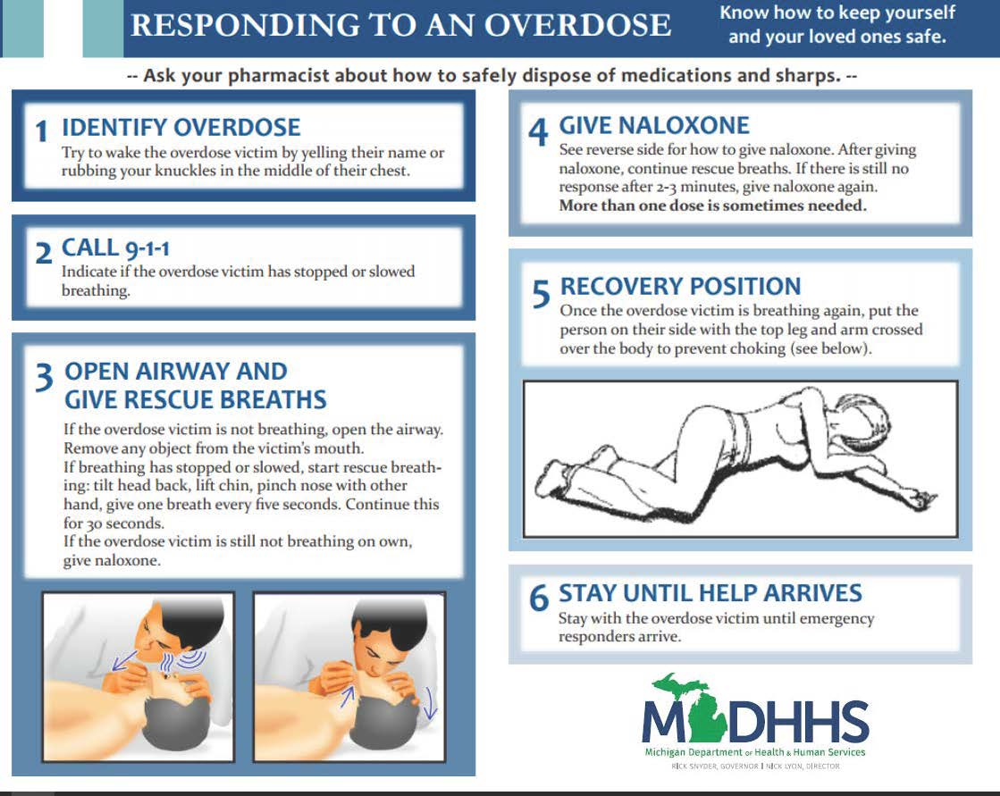 RESPONDING TO AN OVERDOSE
Know how to keep yourself
and your loved ones safe.
-- Ask your pharmacist about how to safely dispose of medications and sharps. --
1 IDENTIFY OVERDOSE
Try to wake the overdose victim by yelling their name or
rubbing your knuckles in the middle of their chest.
2 CALL 9-1-1
Indicate if the overdose victim has stopped or slowed
breathing.
3 OPEN AIRWAY AND
GIVE RESCUE BREATHS
If the overdose victim is not breathing, open the airway.
Remove any object from the victim's mouth.
If breathing has stopped or slowed, start rescue breath-
ing: tilt head back, lift chin, pinch nose with other
hand, give one breath every five seconds. Continue this
for 30 seconds.
If the overdose victim is still not breathing on own,
give naloxone.
4 GIVE NALOXONE
See reverse side for how to give naloxone. After giving
naloxone, continue rescue breaths. If there is still no
response after 2-3 minutes, give naloxone again.
More than one dose is sometimes needed.
5 RECOVERY POSITION
Once the overdose victim is breathing again, put the
person on their side with the top leg and arm crossed
over the body to prevent choking (see below).
6 STAY UNTIL HELP ARRIVES
Stay with the overdose victim until emergency
responders arrive.
MDHHS
Michigan Department of Health & Human Services
RICK SNYDER, GOVERNOR | NICK LYON, DIRECTOR